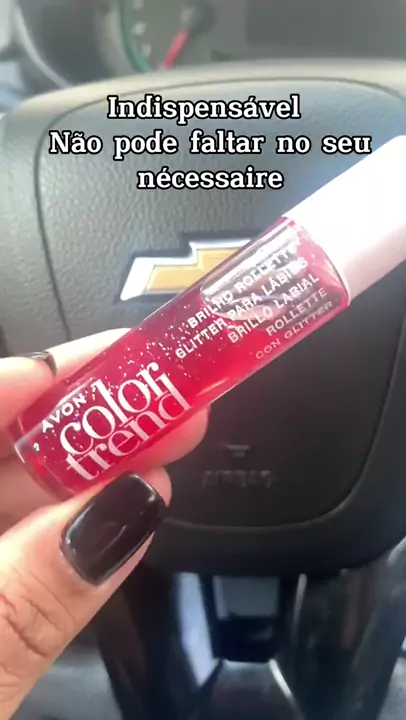 Indispensável
Não pode faltar no seu
nécessaire
BRILHO ROLLETTE
GLITTER PARA LÁBIOS
BRILLO LABIAL
ROLLETTE
CON GLITTER
AVON
color
trend
AIRBAG